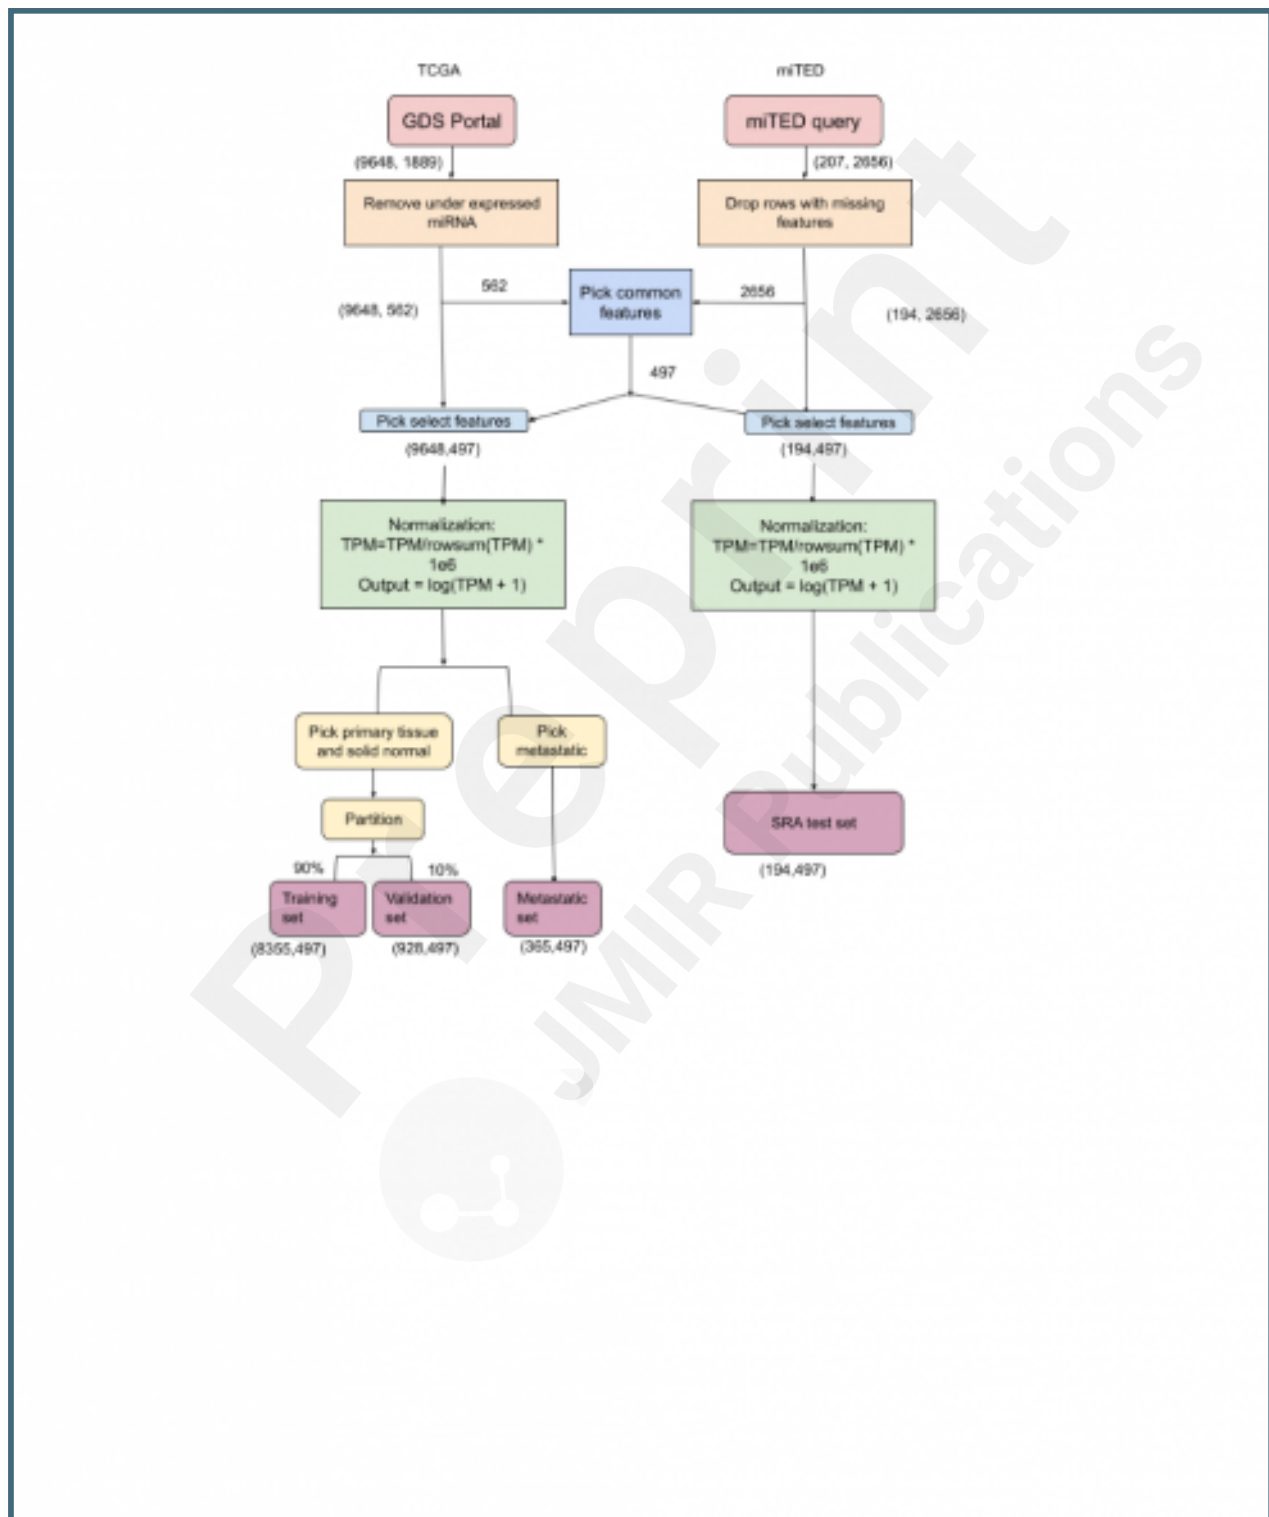 TCGA
miTED
GDS Portal
miTED query
(9648, 1889)
(207, 2656)
Remove under expressed
miRNA
Drop rows with missing
features
562
Pick common
features
2656
(9648, 562)
(194, 2656)
497
Pick select features
Pick select features
(9648,497)
(194,497)
Normalization:
TPM=TPM/rowsum(TPM) *
1e6
Output = log(TPM + 1)
Normalization:
TPM=TPM/rowsum(TPM) *
1e6
Output = log(TPM + 1)
Pick primary tissue
and solid normal
Pick
metastatic
Partition
SRA test set
90%
10%
(194,497)
Training
set
Validation
set
Metastatic
set
(8355,497)
(928,497)
(365,497)
Preprint
JMIR Publications